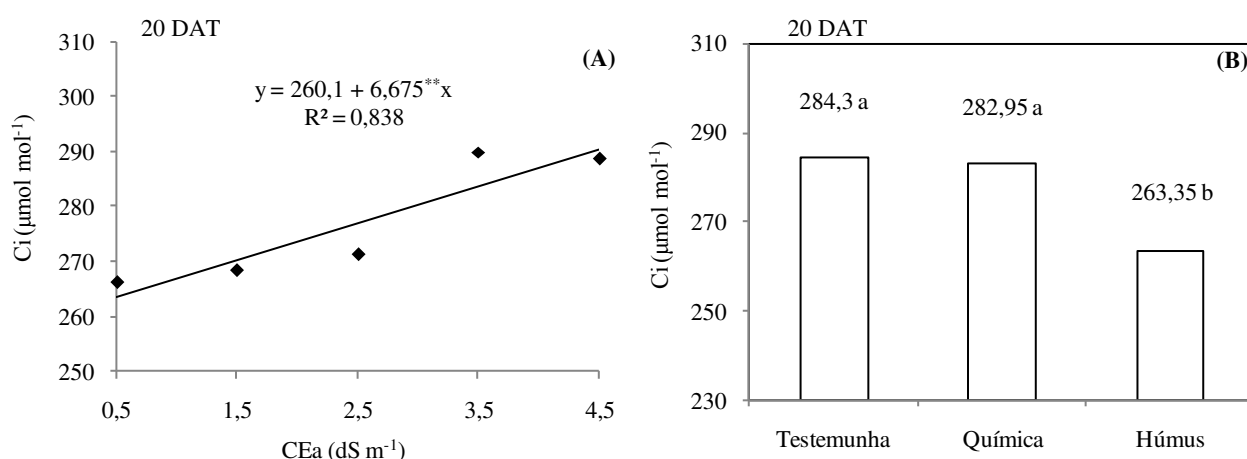 20 DAT
(A)
y = 260,1 + 6,675**x
R² = 0,838
Ci (µmol mol-1)
310
300
290
280
270
260
250
0,5 1,5 2,5 3,5 4,5
CEa (dS m-1)
20 DAT
(B)
284,3 a
282,95 a
263,35 b
Ci (µmol mol-1)
310
290
270
250
230
Testemunha Química Húmus